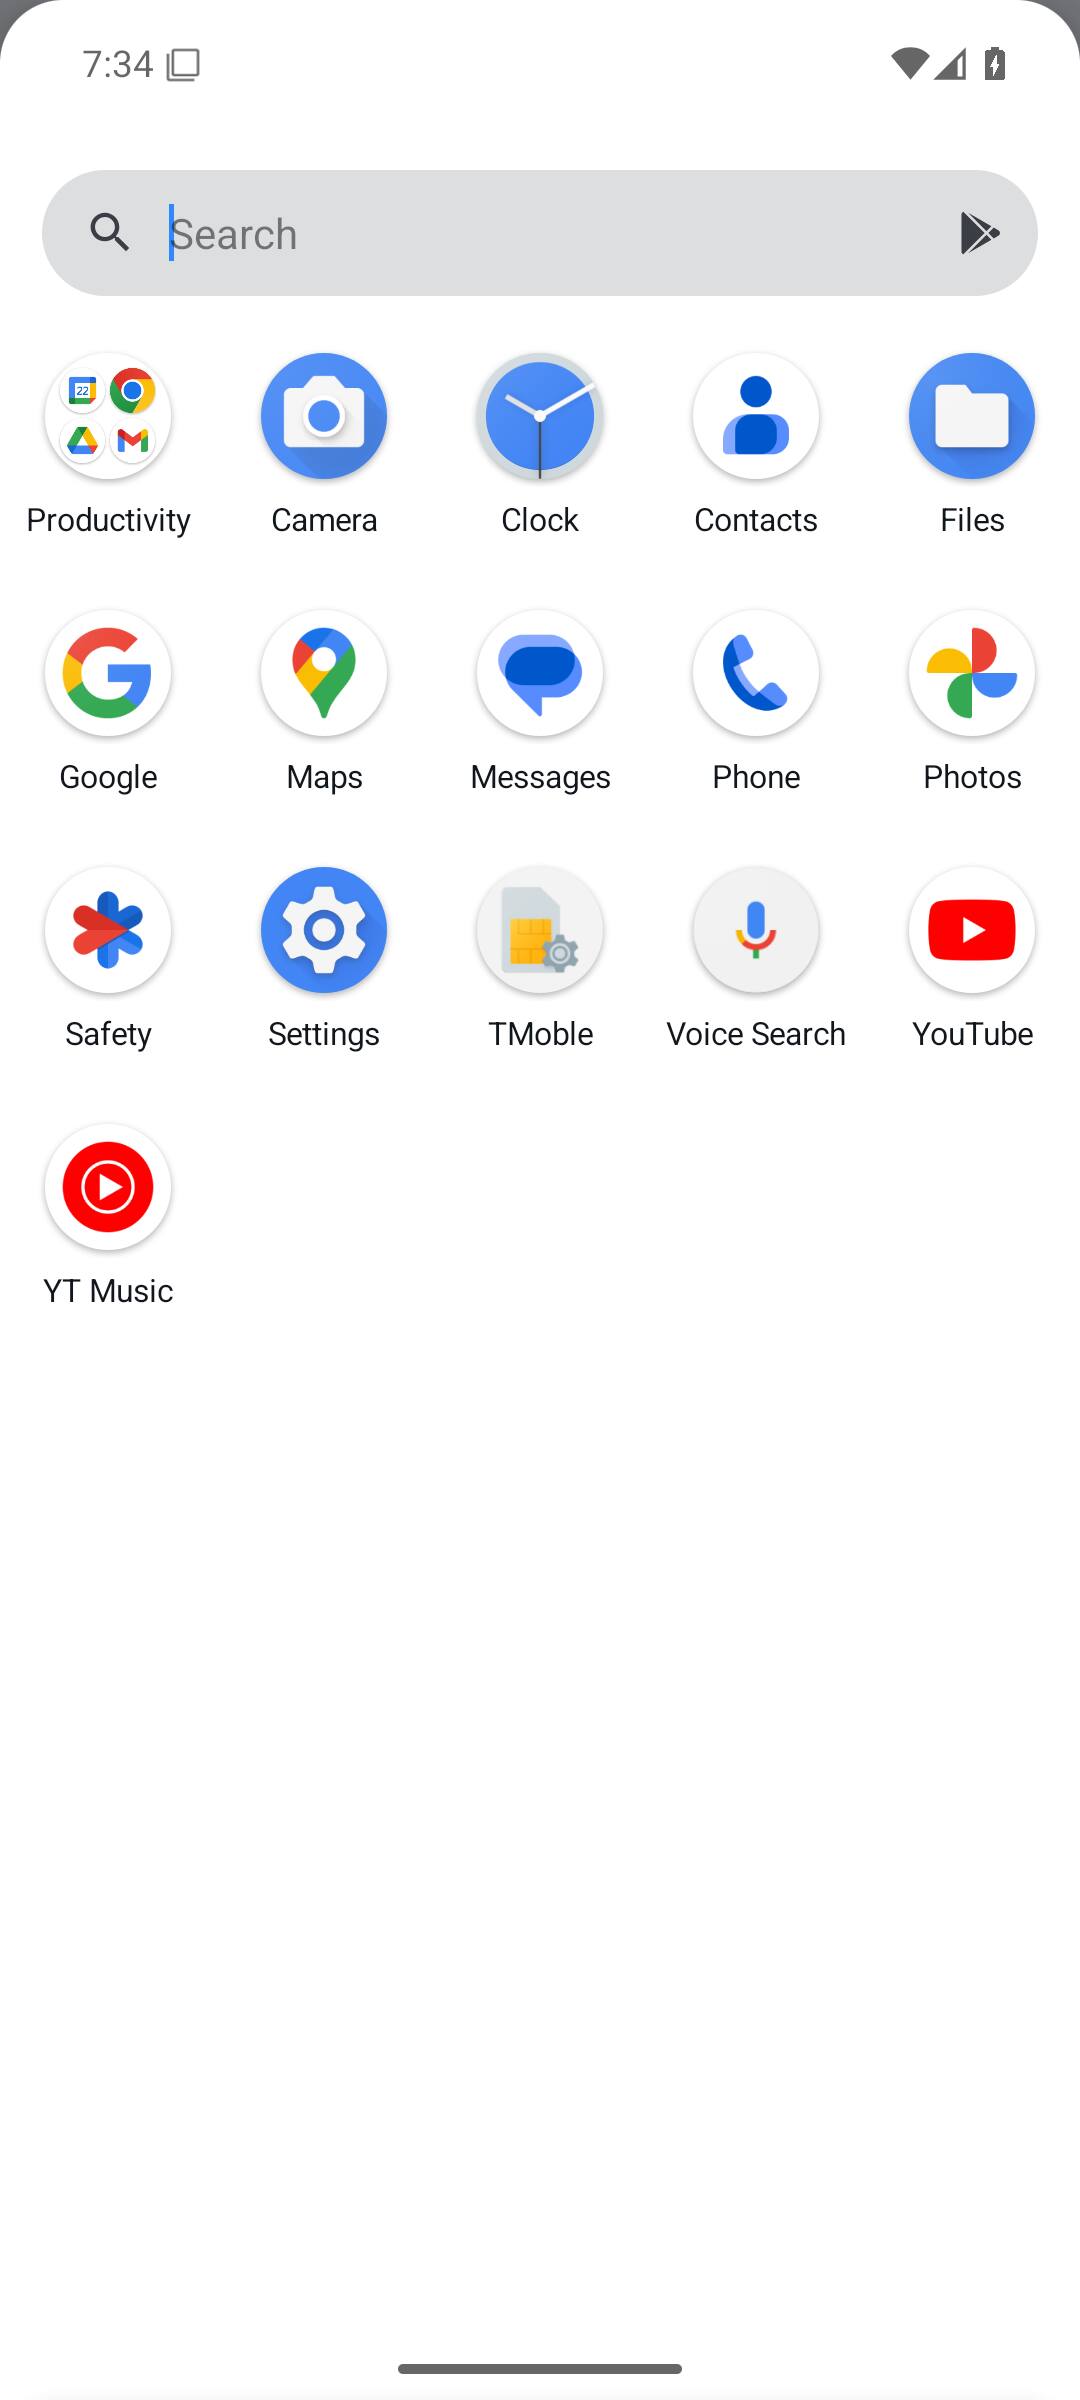 7:34
Search
22
Productivity Camera Clock Contacts Files
Google Maps Messages Phone Photos
Safety Settings TMoble Voice Search YouTube
YT Music